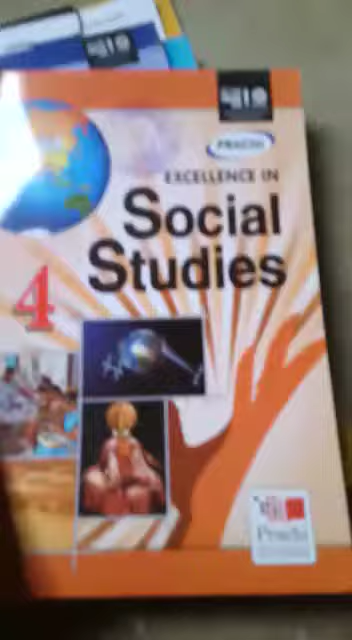 PRACHI
EXCELLENCE IN
Social
Studies
4
Prachi